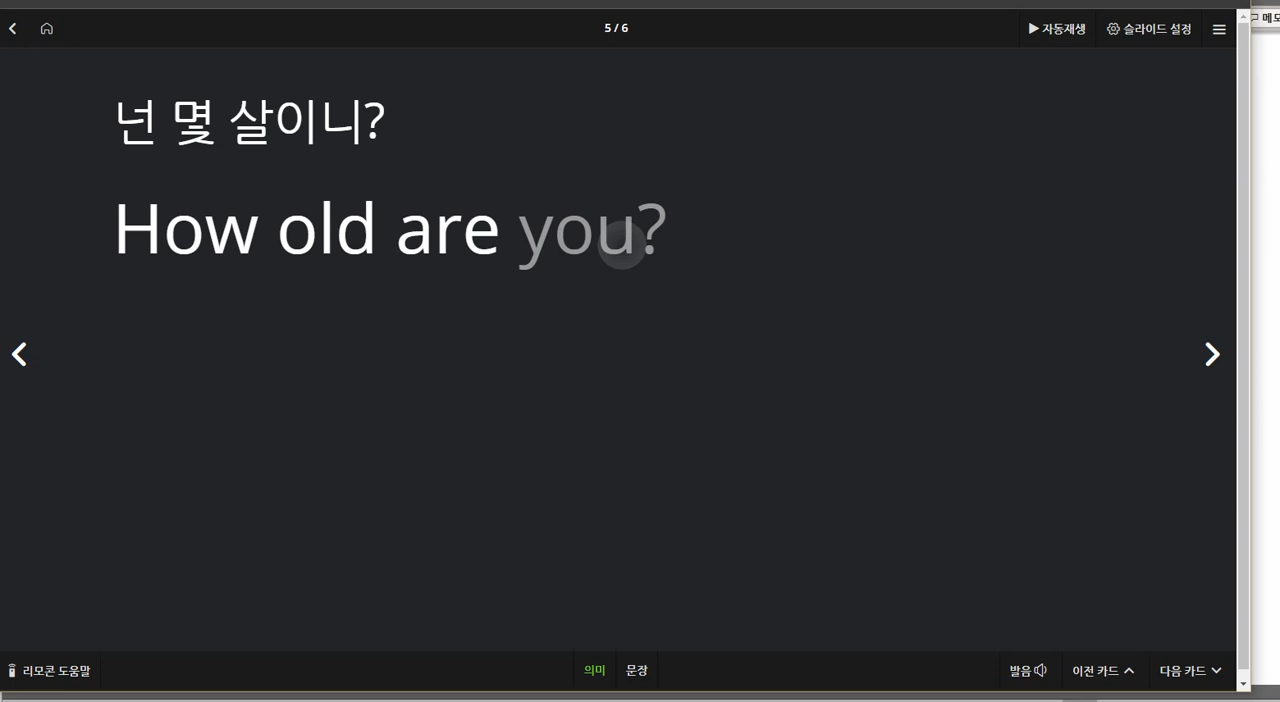 5 / 6
자동재생
슬라이드 설정
메모
넌 몇 살이니?
How old are you?
리모콘 도움말
의미
문장
발음
이전 카드
다음 카드